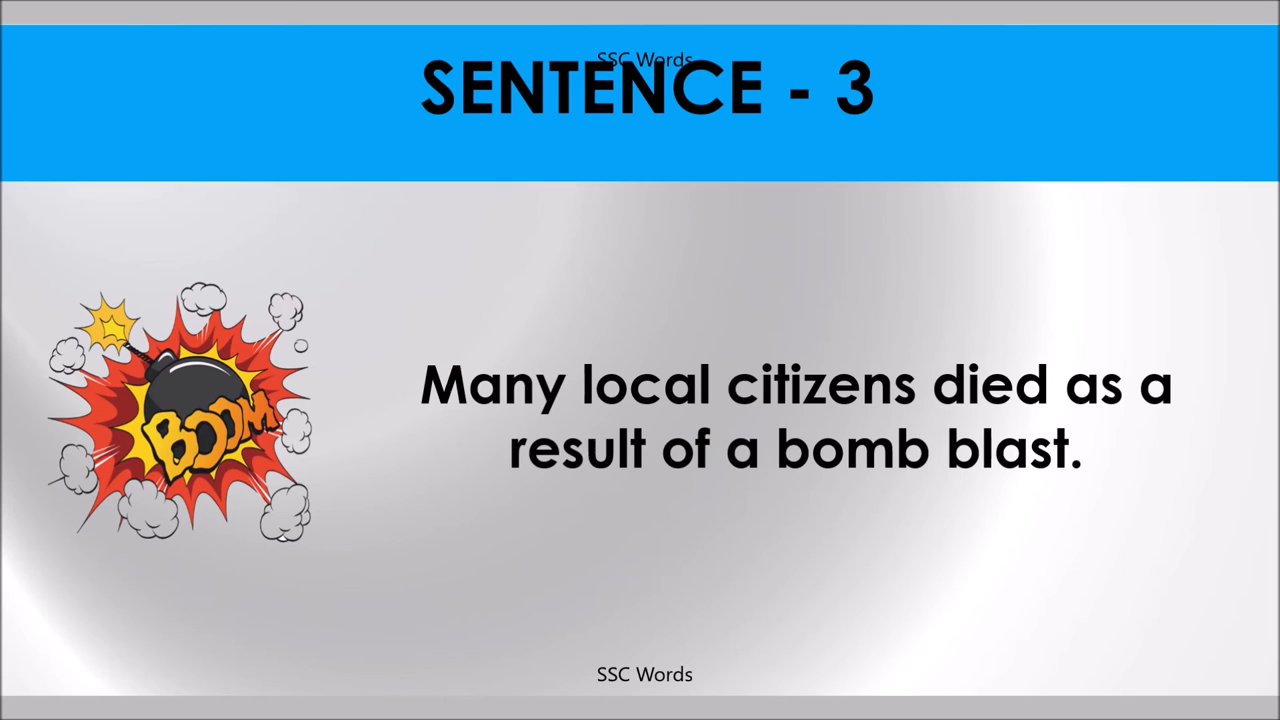 SSC Words
SENTENCE - 3
BOOM
Many local citizens died as a
result of a bomb blast.
SSC Words